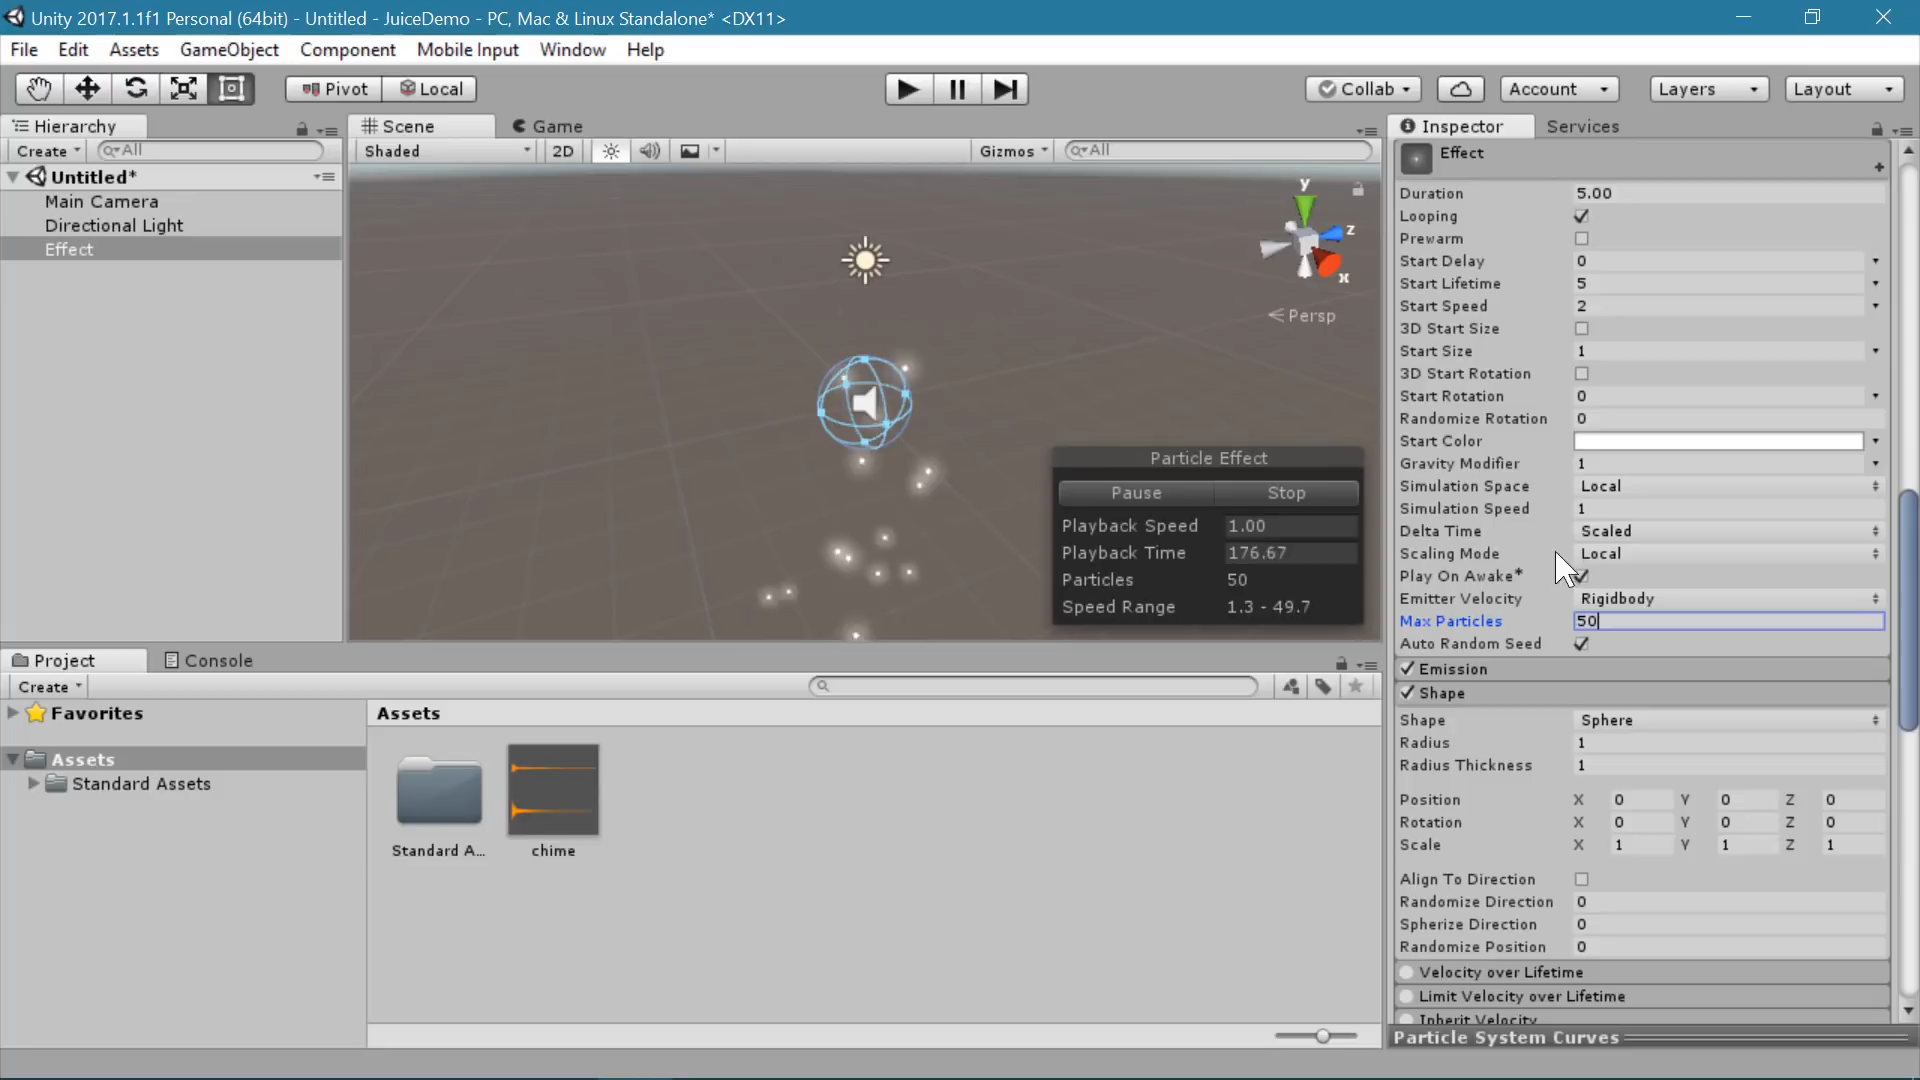 Unity 2017.1.1f1 Personal (64bit) - Untitled - JuiceDemo - PC, Mac & Linux Standalone* <DX11>
File Edit Assets GameObject Component Mobile Input Window Help
Pivot Local Collab Account Layers Layout
Hierarchy
Create All
Untitled*
Main Camera
Directional Light
Effect
Scene Game
Shaded 2D Gizmos All
y
z
x
Persp
Particle Effect
Pause Stop
Playback Speed 1.00
Playback Time 176.67
Particles 50
Speed Range 1.3 - 49.7
Project Console
Create
Favorites
Assets
Standard Assets
Assets
Standard A...
chime
Inspector Services
Effect
Duration 5.00
Looping
Prewarm
Start Delay 0
Start Lifetime 5
Start Speed 2
3D Start Size
Start Size 1
3D Start Rotation
Start Rotation 0
Randomize Rotation 0
Start Color
Gravity Modifier 1
Simulation Space Local
Simulation Speed 1
Delta Time Scaled
Scaling Mode Local
Play On Awake*
Emitter Velocity Rigidbody
Max Particles 50
Auto Random Seed
Emission
Shape
Shape Sphere
Radius 1
Radius Thickness 1
Position X 0 Y 0 Z 0
Rotation X 0 Y 0 Z 0
Scale X 1 Y 1 Z 1
Align To Direction
Randomize Direction 0
Spherize Direction 0
Randomize Position 0
Velocity over Lifetime
Limit Velocity over Lifetime
Inherit Velocity
Particle System Curves